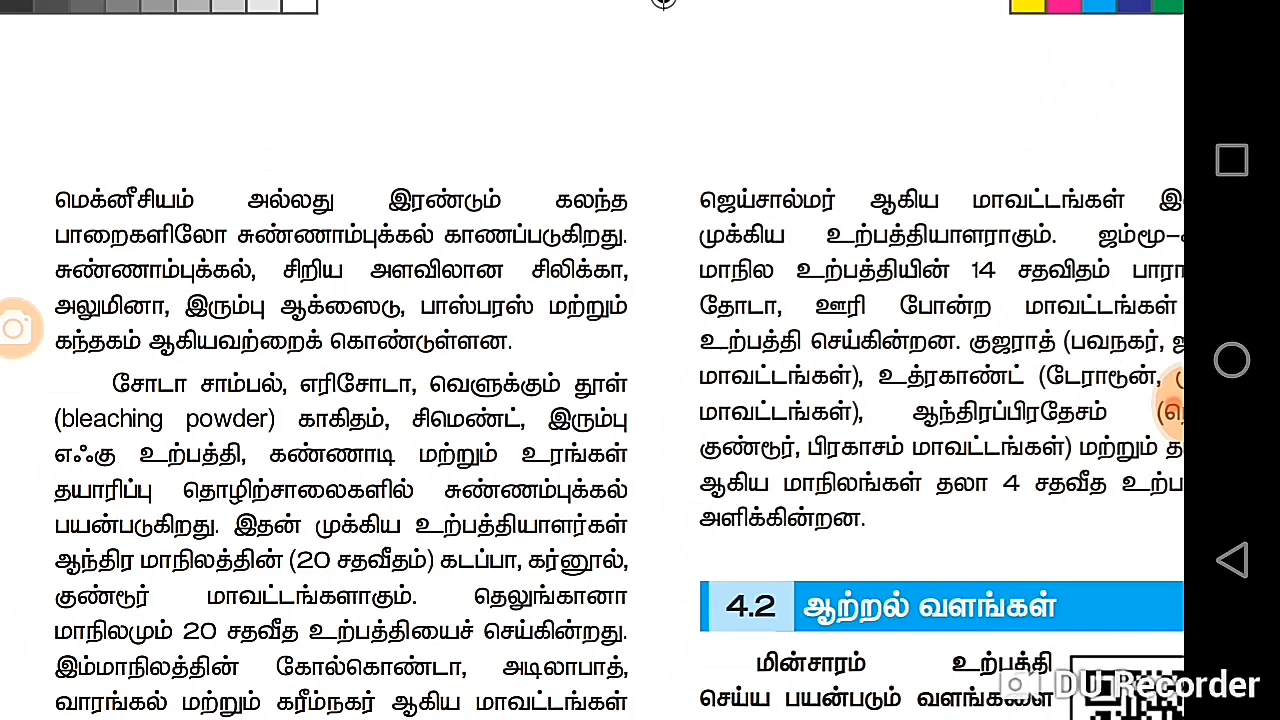 மெக்னீசியம் அல்லது இரண்டும் கலந்த
பாறைகளிலோ சுண்ணாம்புக்கல் காணப்படுகிறது.
சுண்ணாம்புக்கல், சிறிய அளவிலான சிலிக்கா,
அலுமினா, இரும்பு ஆக்ஸைடு, பாஸ்பரஸ் மற்றும்
கந்தகம் ஆகியவற்றைக் கொண்டுள்ளன.
சோடா சாம்பல், எரிசோடா, வெளுக்கும் தூள்
(bleaching powder) காகிதம், சிமெண்ட், இரும்பு
எஃகு உற்பத்தி, கண்ணாடி மற்றும் உரங்கள்
தயாரிப்பு தொழிற்சாலைகளில் சுண்ணம்புக்கல்
பயன்படுகிறது. இதன் முக்கிய உற்பத்தியாளர்கள்
ஆந்திர மாநிலத்தின் (20 சதவீதம்) கடப்பா, கர்னூல்,
குண்டூர் மாவட்டங்களாகும். தெலுங்கானா
மாநிலமும் 20 சதவீத உற்பத்தியைச் செய்கின்றது.
இம்மாநிலத்தின் கோல்கொண்டா, அடிலாபாத்,
வாரங்கல் மற்றும் கரீம்நகர் ஆகிய மாவட்டங்கள்
ஜெய்சால்மர் ஆகிய மாவட்டங்கள்
முக்கிய உற்பத்தியாளராகும். ஜம்மூ-
மாநில உற்பத்தியின் 14 சதவிதம்
தோடா, ஊரி போன்ற மாவட்டங்கள்
உற்பத்தி செய்கின்றன. குஜராத் (பவநகர்,
மாவட்டங்கள்), உத்ரகாண்ட் (டேராடூன்,
மாவட்டங்கள்), ஆந்திரப்பிரதேசம்
குண்டூர், பிரகாசம் மாவட்டங்கள்) மற்றும்
ஆகிய மாநிலங்கள் தலா 4 சதவீத
அளிக்கின்றன.
4.2 ஆற்றல் வளங்கள்
மின்சாரம் உற்பத்தி
செய்ய பயன்படும் வளங்களை
DU Recorder